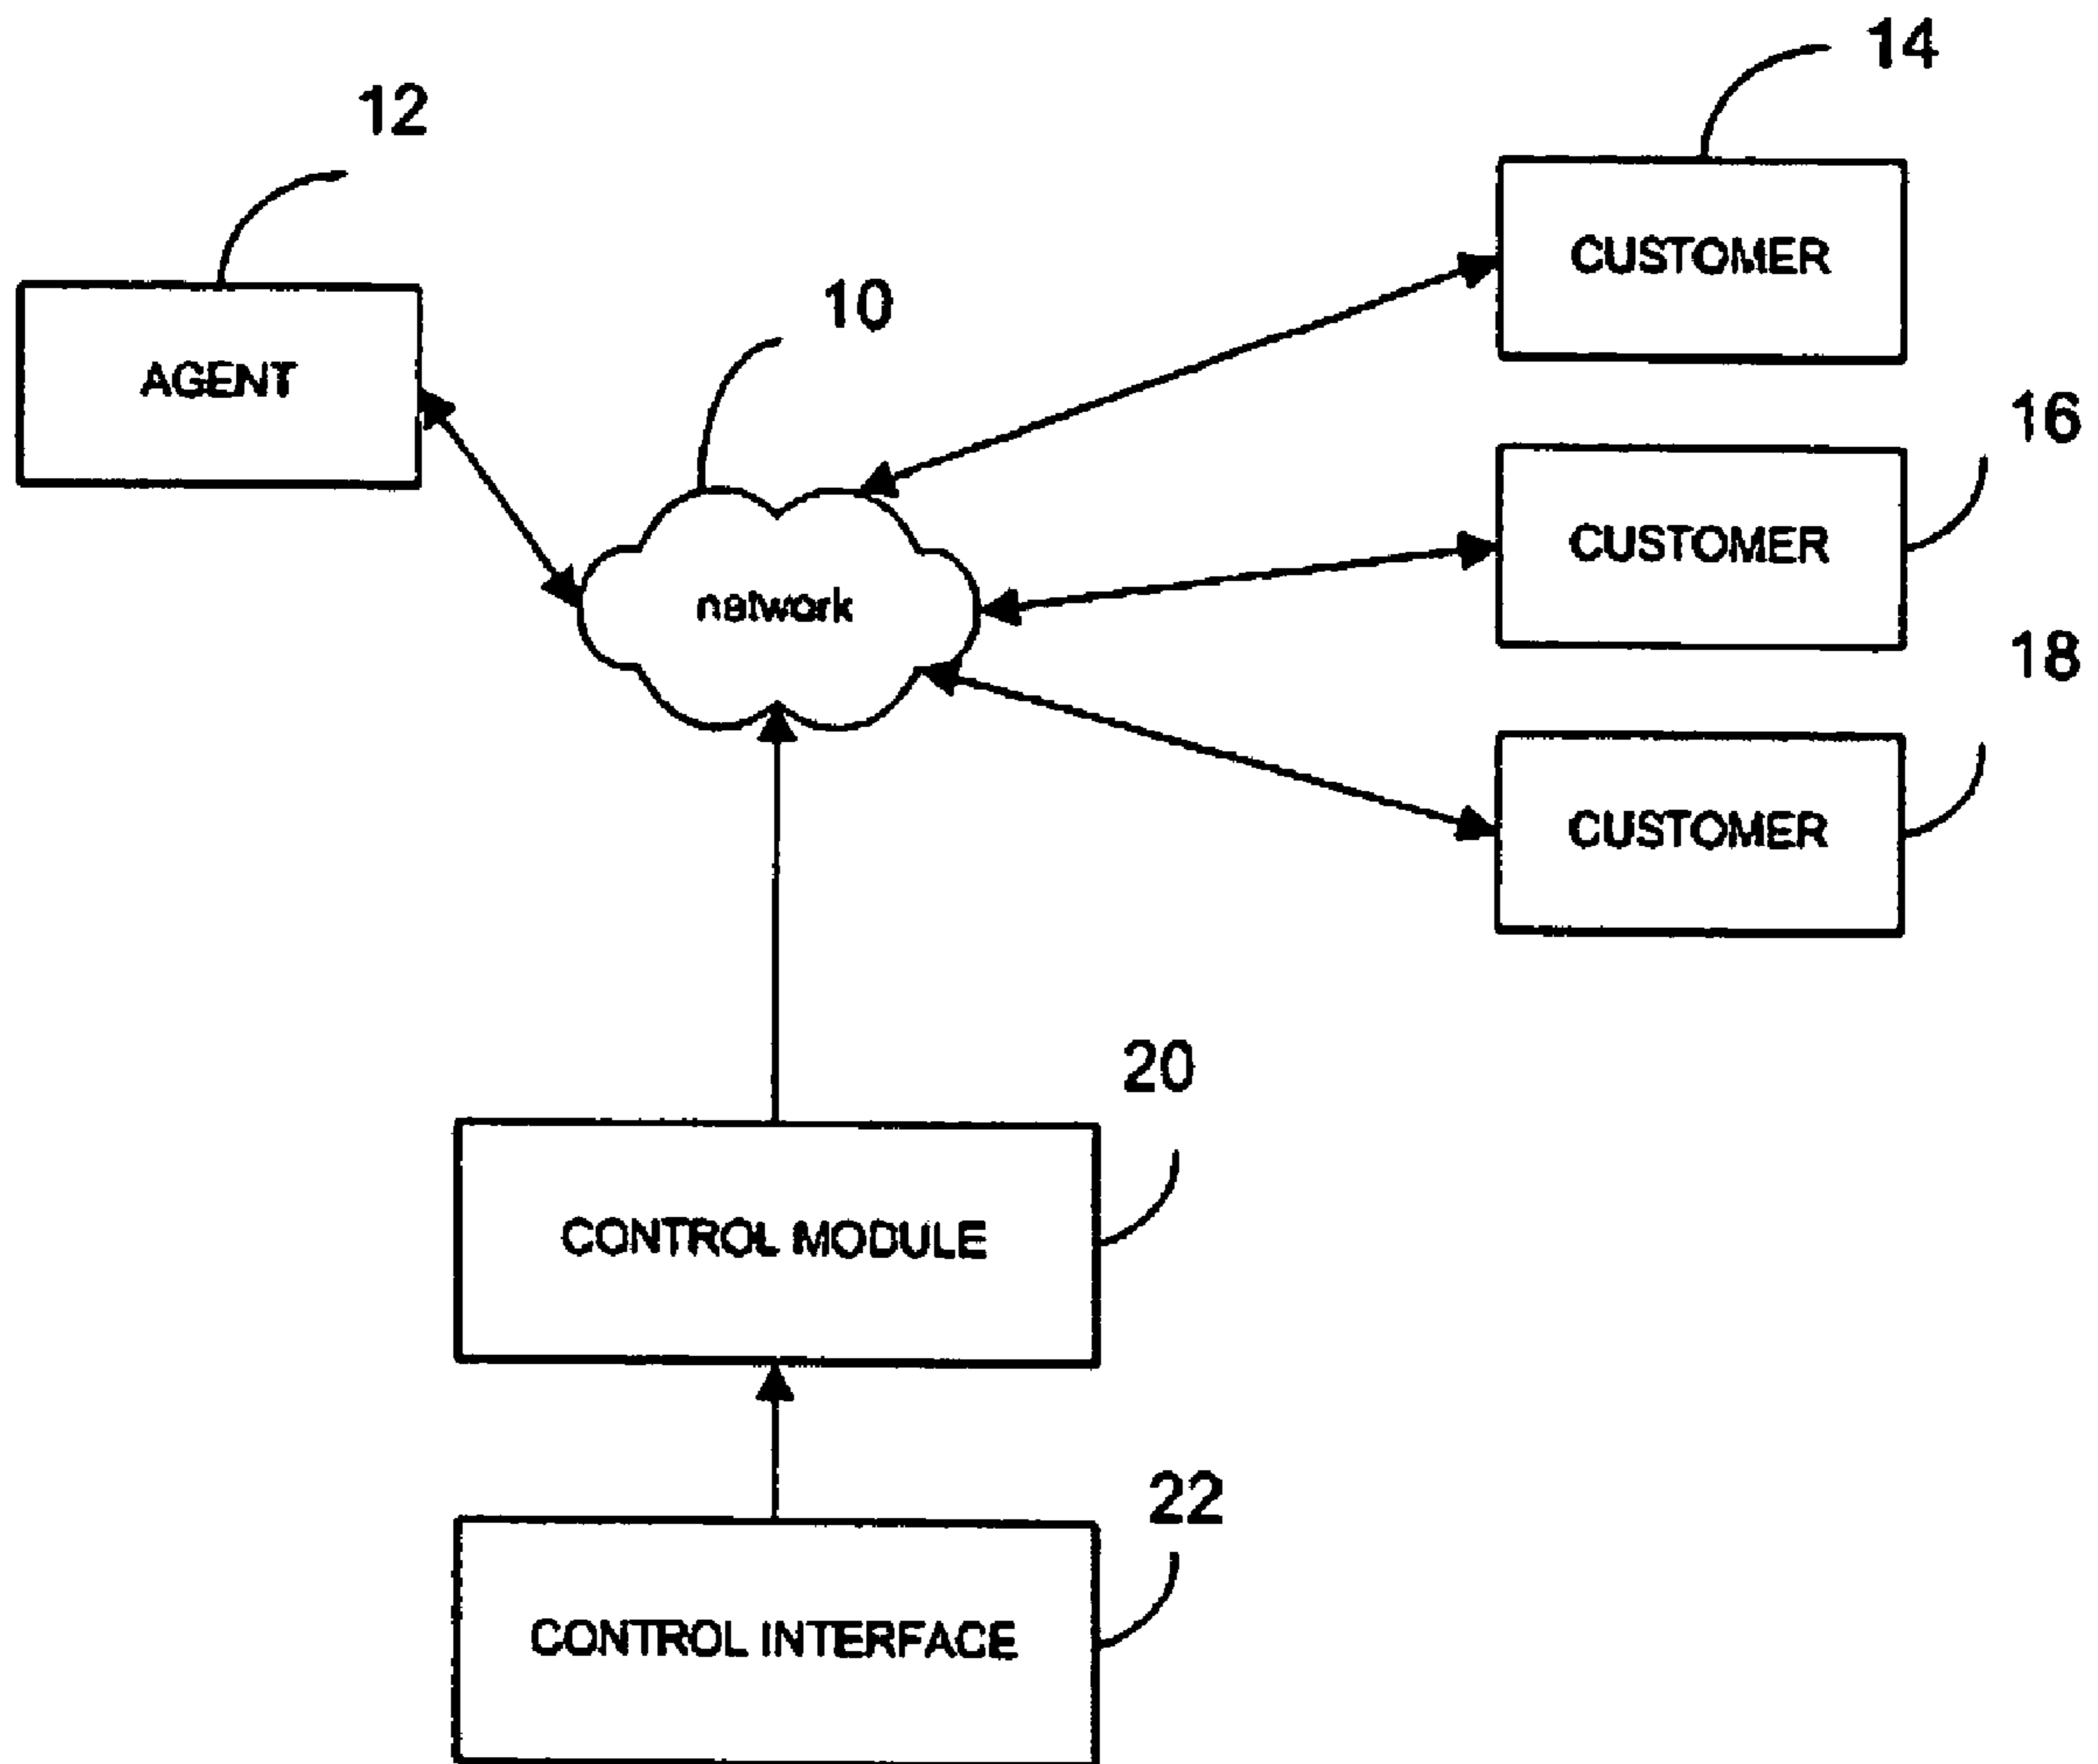 14
12
CUSTOMER
10
AGENT
16
CUSTOMER
network
18
CUSTOMER
20
CONTROL MODULE
22
CONTROL INTERFACE